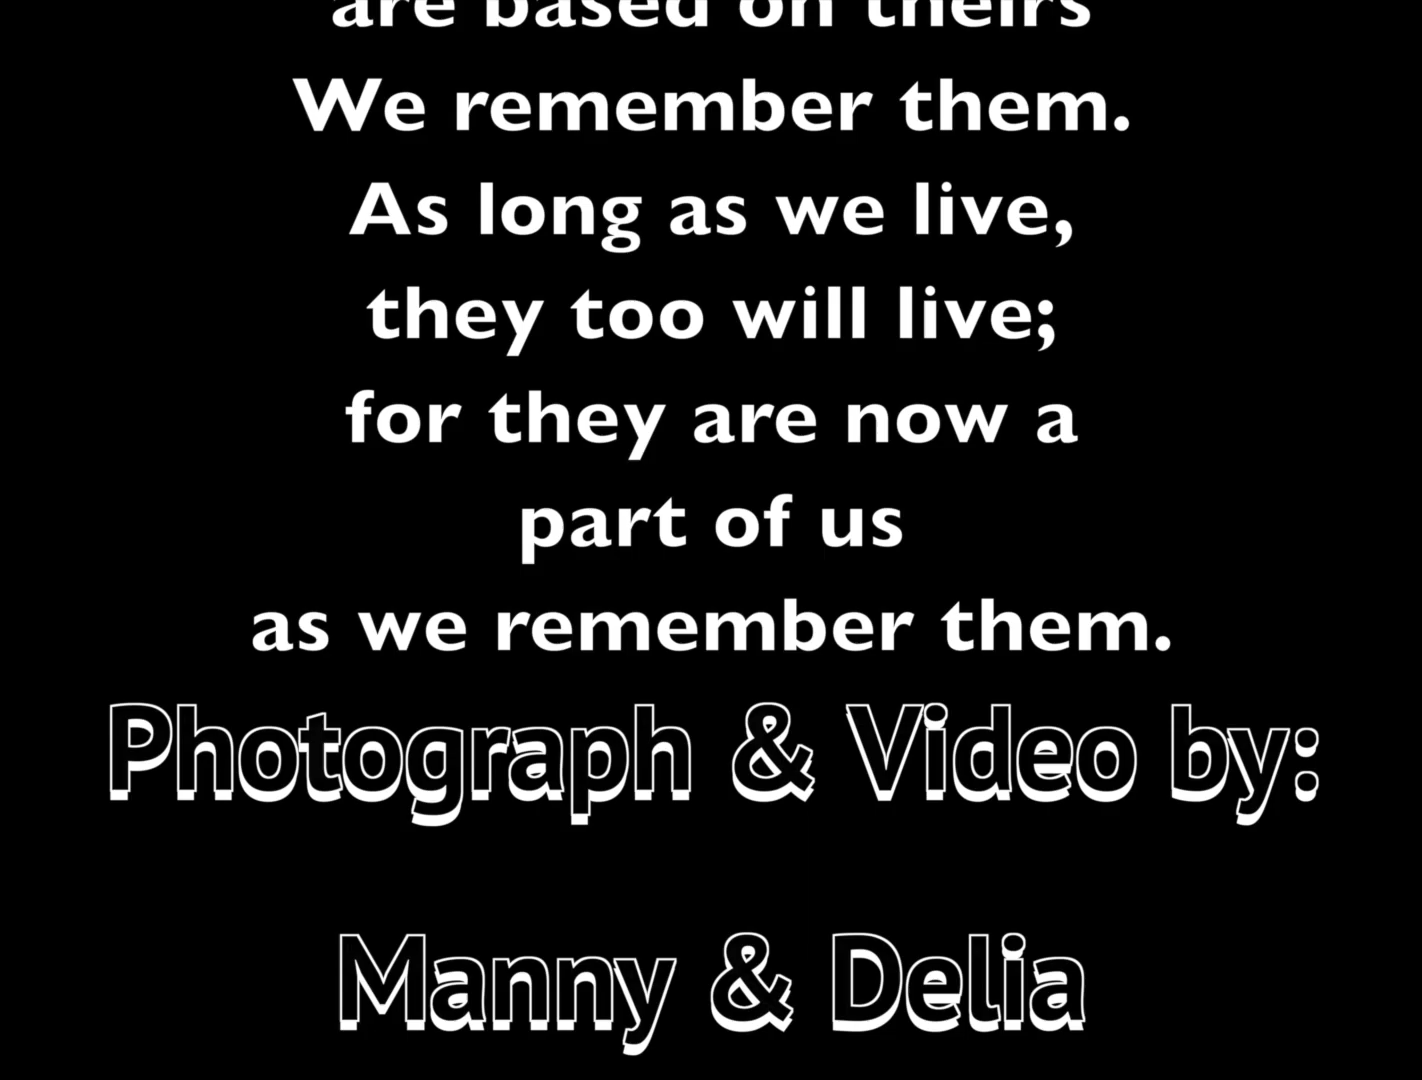 are based on theirs
We remember them.
As long as we live,
they too will live;
for they are now a
part of us
as we remember them.
Photograph & Video by:
Manny & Delia